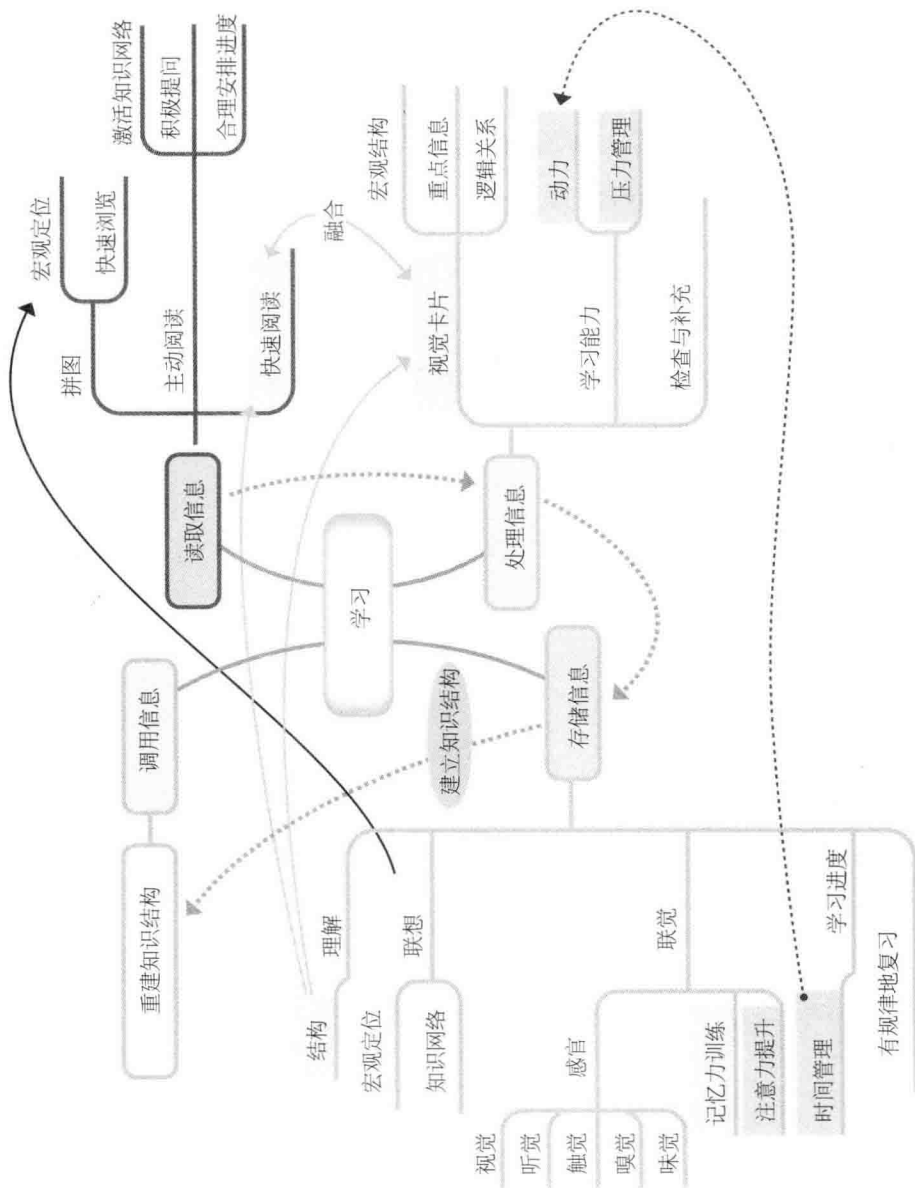 学习
读取信息
拼图
宏观定位
快速浏览
主动阅读
激活知识网络
积极提问
合理安排进度
快速阅读
融合
处理信息
视觉卡片
宏观结构
重点信息
逻辑关系
学习能力
动力
压力管理
检查与补充
存储信息
建立知识结构
理解
结构
联想
宏观定位
知识网络
联觉
感官
视觉
听觉
触觉
嗅觉
味觉
记忆力训练
注意力提升
学习进度
时间管理
有规律地复习
调用信息
重建知识结构